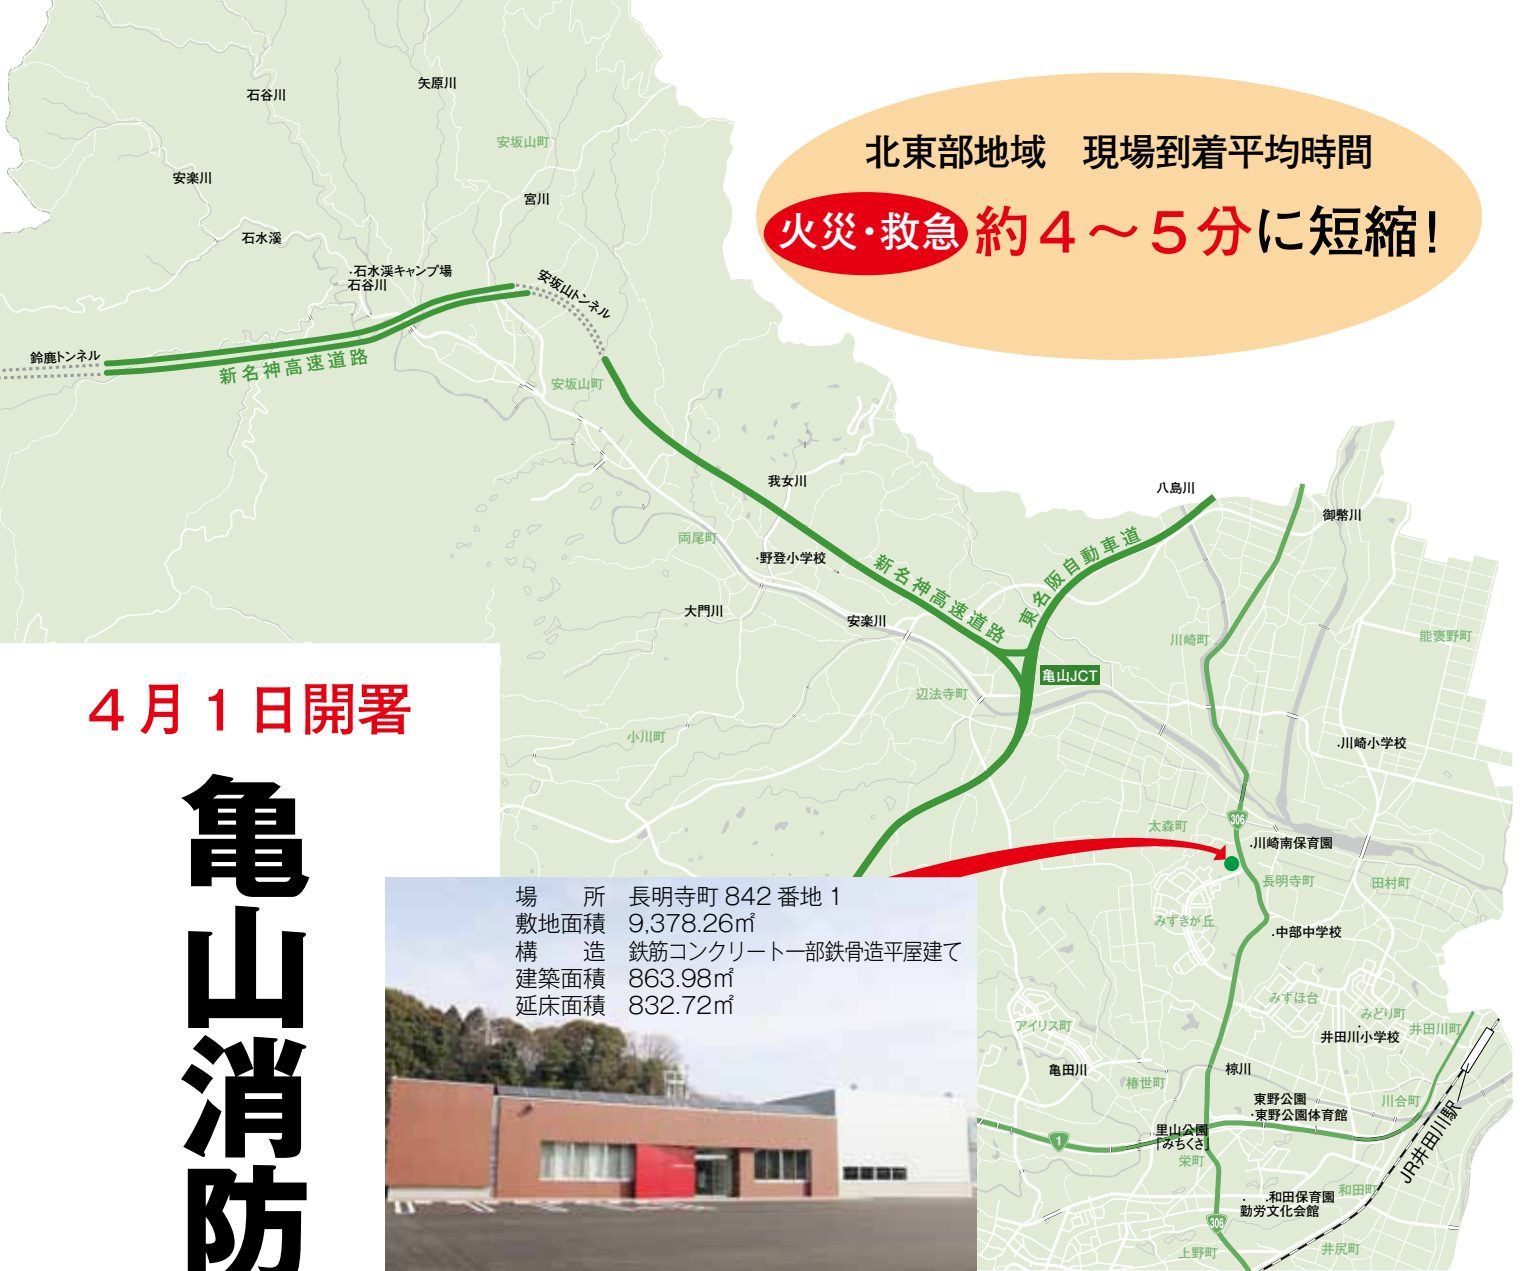 北東部地域　現場到着平均時間
火災・救急 約４～５分に短縮！
石谷川
矢原川
安坂山町
安楽川
宮川
石水渓
・石水渓キャンプ場
石谷川
安坂山トンネル
鈴鹿トンネル
新名神高速道路
安坂山町
我女川
八島川
御幣川
両尾町
・野登小学校
新名神高速道路
東名阪自動車道
大門川
安楽川
川崎町
能褒野町
亀山JCT
辺法寺町
小川町
．川崎小学校
４月１日開署
亀山消防
306
太森町
．川崎南保育園
長明寺町
田村町
みずきが丘
．中部中学校
場　　所　長明寺町 842 番地 1
敷地面積　9,378.26㎡
構　　造　鉄筋コンクリート一部鉄骨造平屋建て
建築面積　863.98㎡
延床面積　832.72㎡
みずほ台
みどり町
アイリス町
井田川小学校
井田川町
亀田川
椿世町
椋川
東野公園
・東野公園体育館
川合町
1
里山公園
「みちくさ」
栄町
JR井田川駅
．和田保育園
和田町
勤労文化会館
306
上野町
井尻町